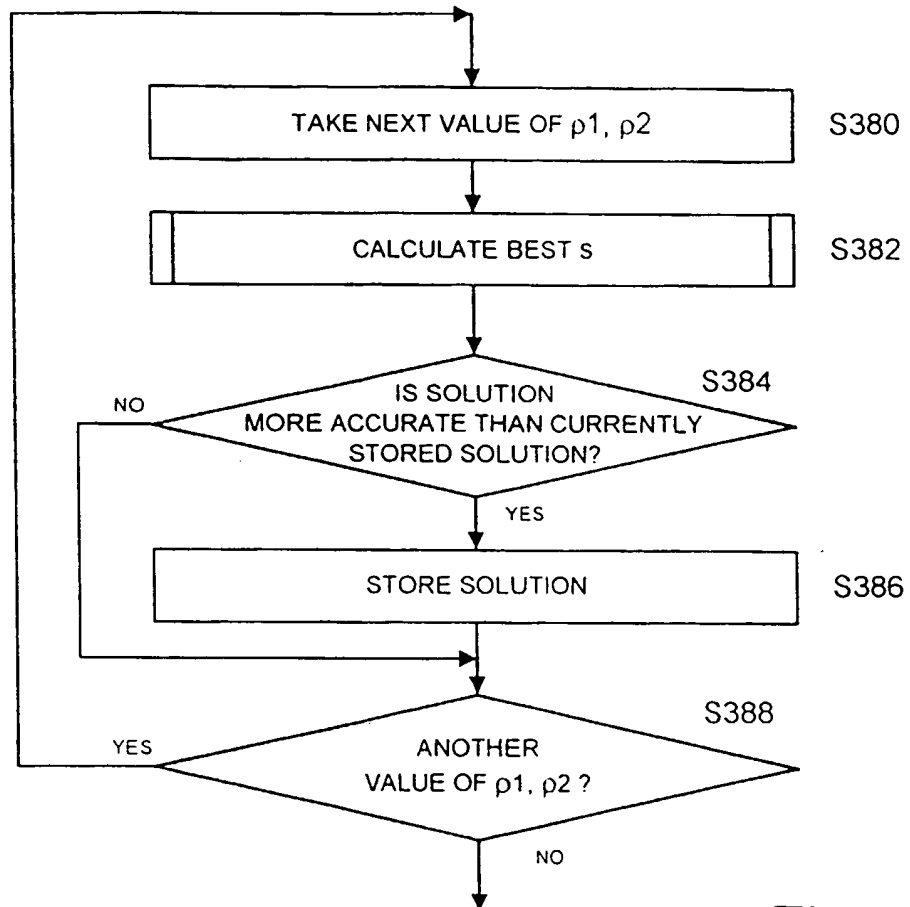 TAKE NEXT VALUE OF ρ1, ρ2
S380
CALCULATE BEST s
S382
S384
IS SOLUTION
MORE ACCURATE THAN CURRENTLY
STORED SOLUTION?
NO
YES
STORE SOLUTION
S386
S388
ANOTHER
VALUE OF ρ1, ρ2 ?
YES
NO